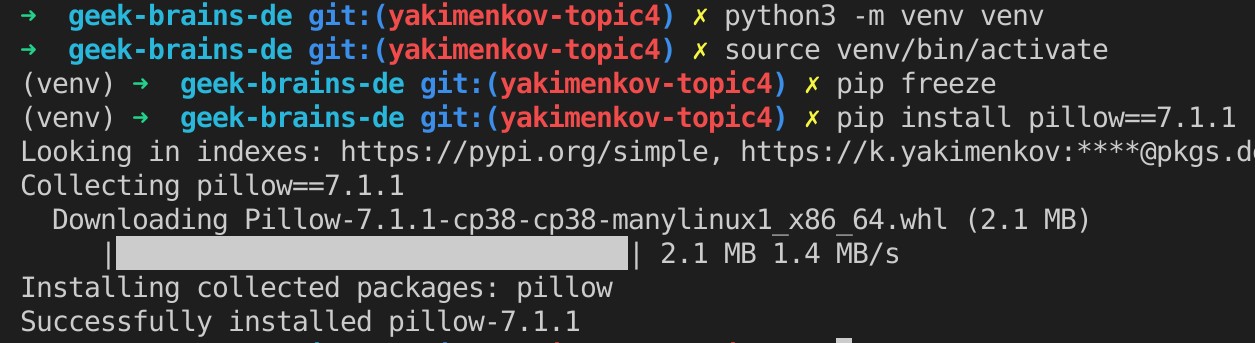 ➜  geek-brains-de git:(yakimenkov-topic4) ✗ python3 -m venv venv
➜  geek-brains-de git:(yakimenkov-topic4) ✗ source venv/bin/activate
(venv) ➜  geek-brains-de git:(yakimenkov-topic4) ✗ pip freeze
(venv) ➜  geek-brains-de git:(yakimenkov-topic4) ✗ pip install pillow==7.1.1
Looking in indexes: https://pypi.org/simple, https://k.yakimenkov:****@pkgs.d
Collecting pillow==7.1.1
Downloading Pillow-7.1.1-cp38-cp38-manylinux1_x86_64.whl (2.1 MB)
|████████████████████████████████| 2.1 MB 1.4 MB/s
Installing collected packages: pillow
Successfully installed pillow-7.1.1